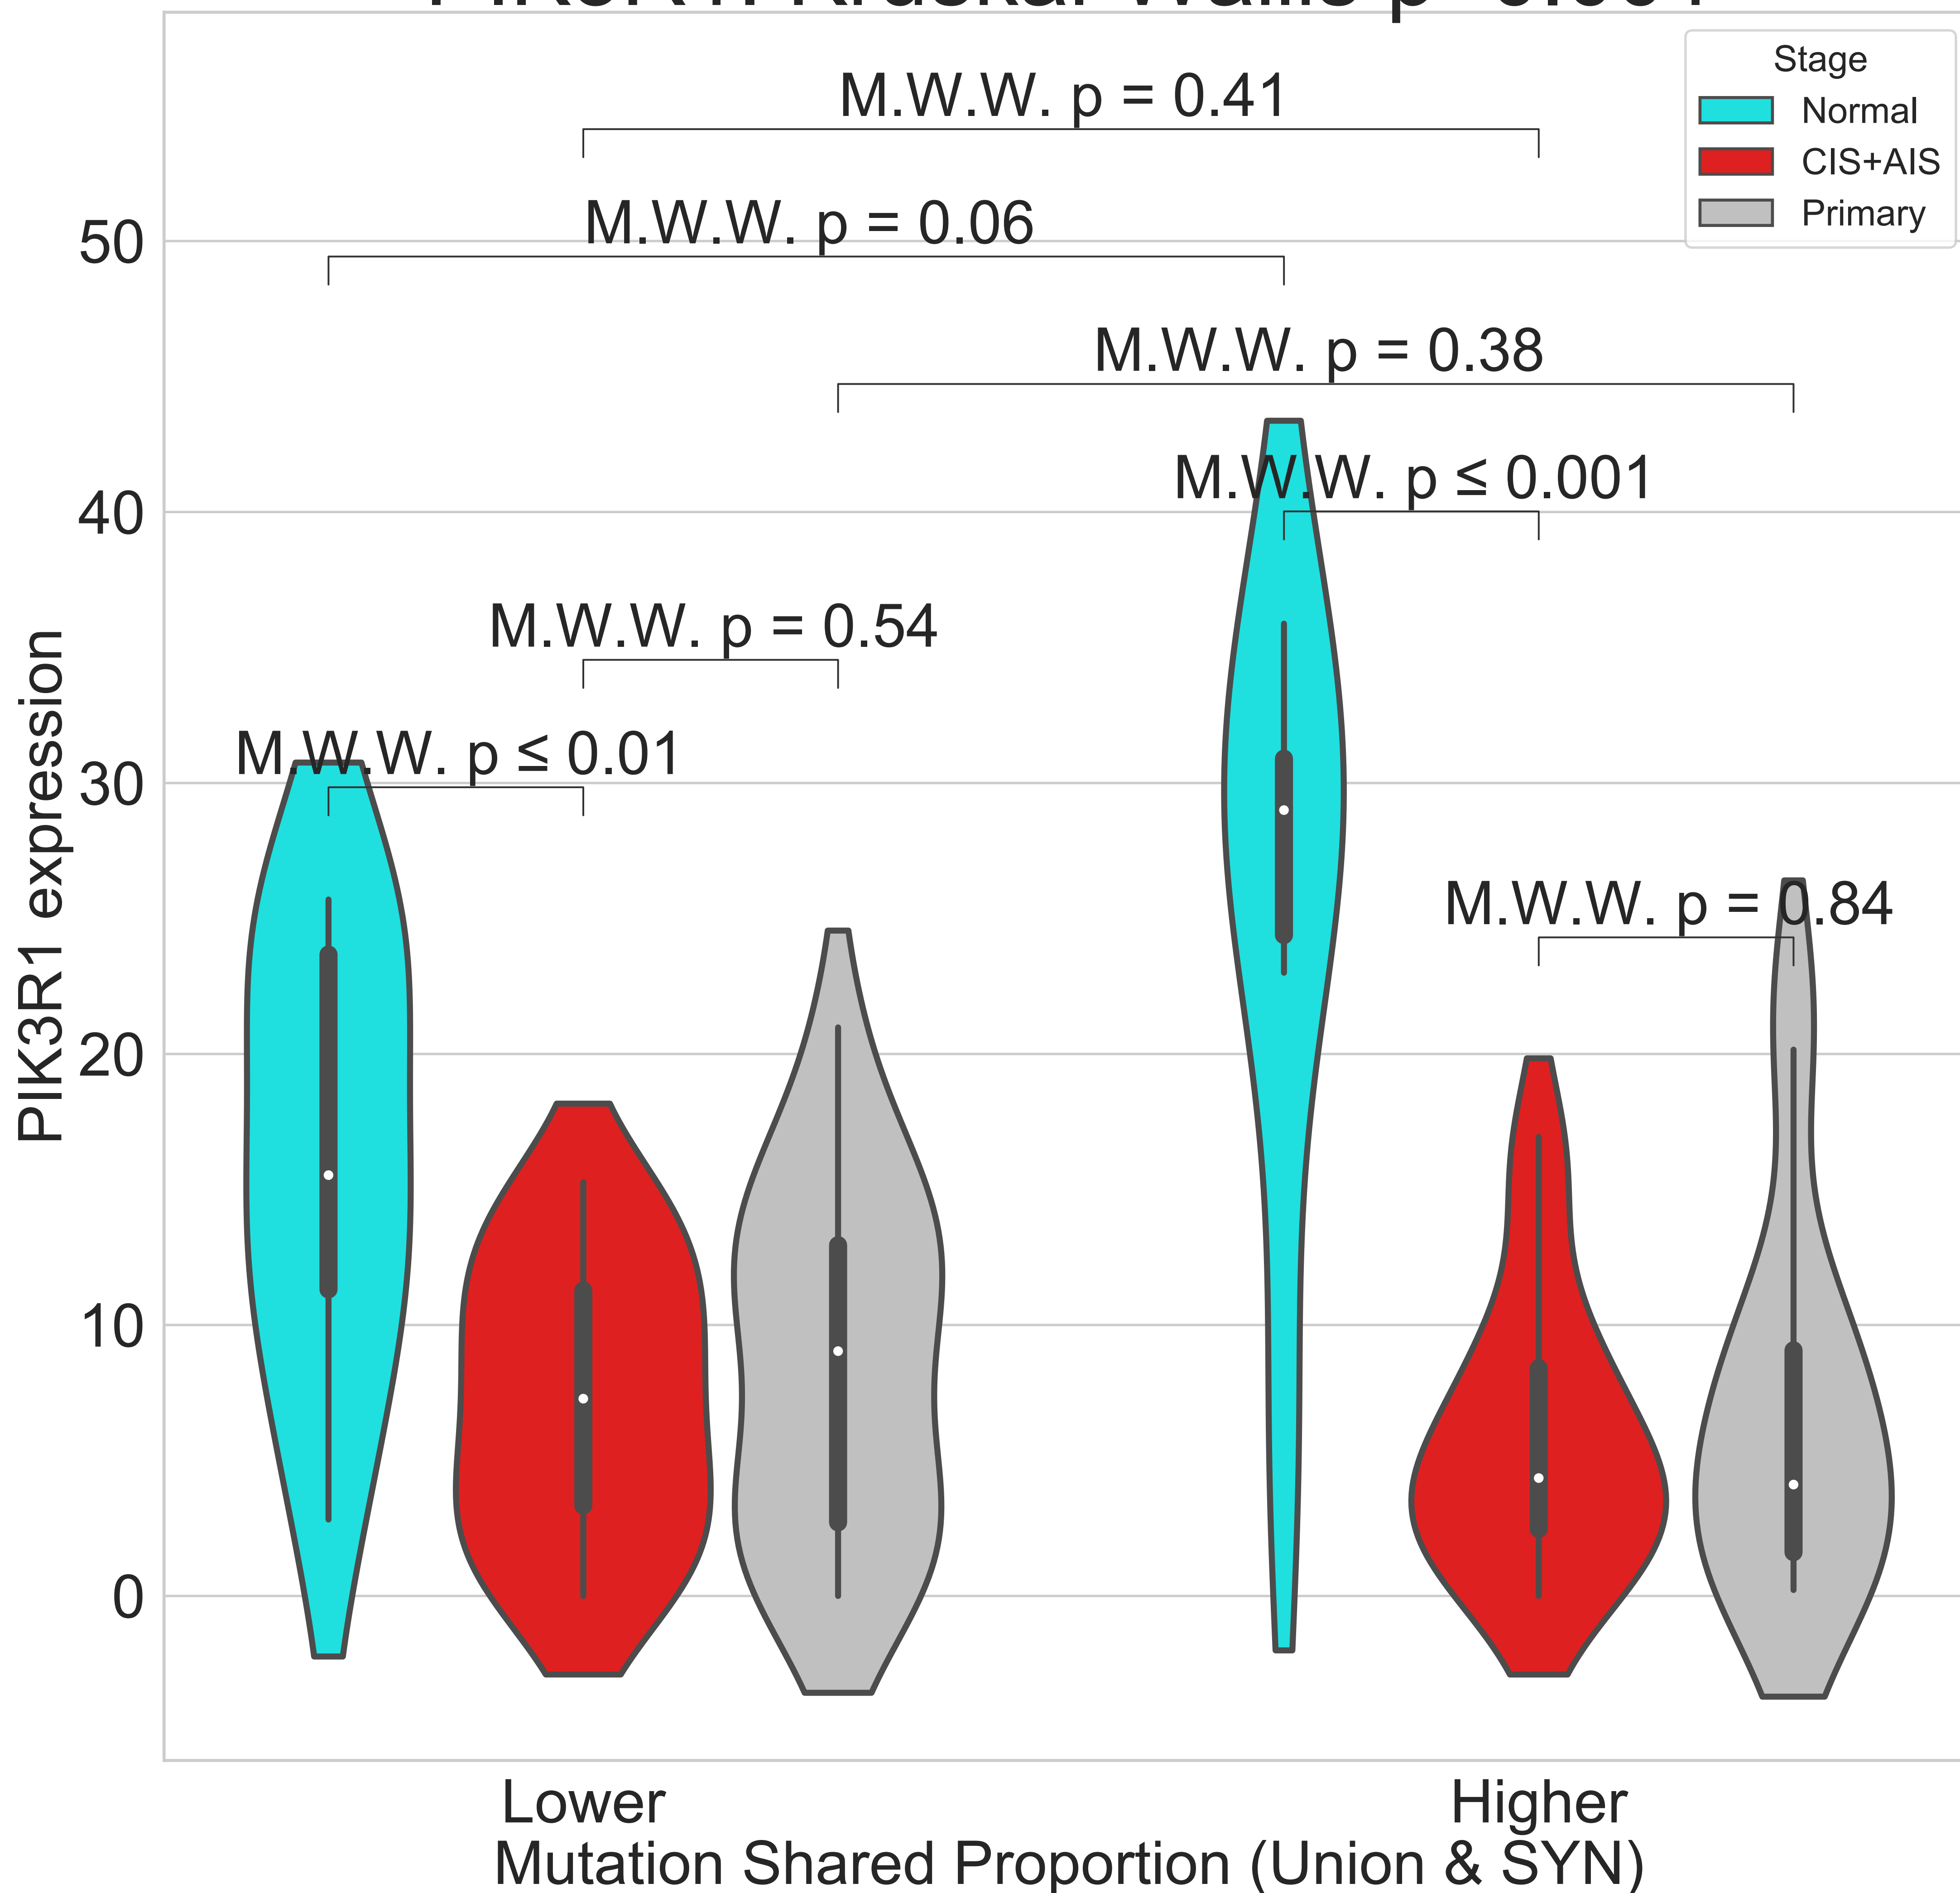 Stage
Normal
CIS+AIS
Primary
M.W.W. p = 0.41
M.W.W. p = 0.06
M.W.W. p = 0.38
M.W.W. p ≤ 0.001
M.W.W. p = 0.54
M.W.W. p ≤ 0.01
M.W.W. p = 0.84
50
40
30
20
10
0
PIK3R1 expression
Lower
Higher
Mutation Shared Proportion (Union & SYN)